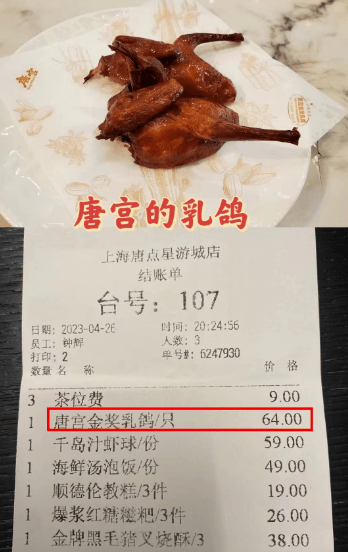 唐宫的乳鸽
上海唐点星游城店
结账单
台号：107
日期：2023-04-26 时间：20:24:56
员工：钟辉 人数：3
打印：2 单号#：6247930
数量 名 称 价 格
3 茶位费 9.00
1 唐宫金奖乳鸽/只 64.00
1 千岛汁虾球/份 59.00
1 海鲜汤泡饭/份 49.00
1 顺德伦教糕/3件 19.00
1 爆浆红糖糍粑/3件 26.00
1 金牌黑毛猪叉烧酥/3 38.00